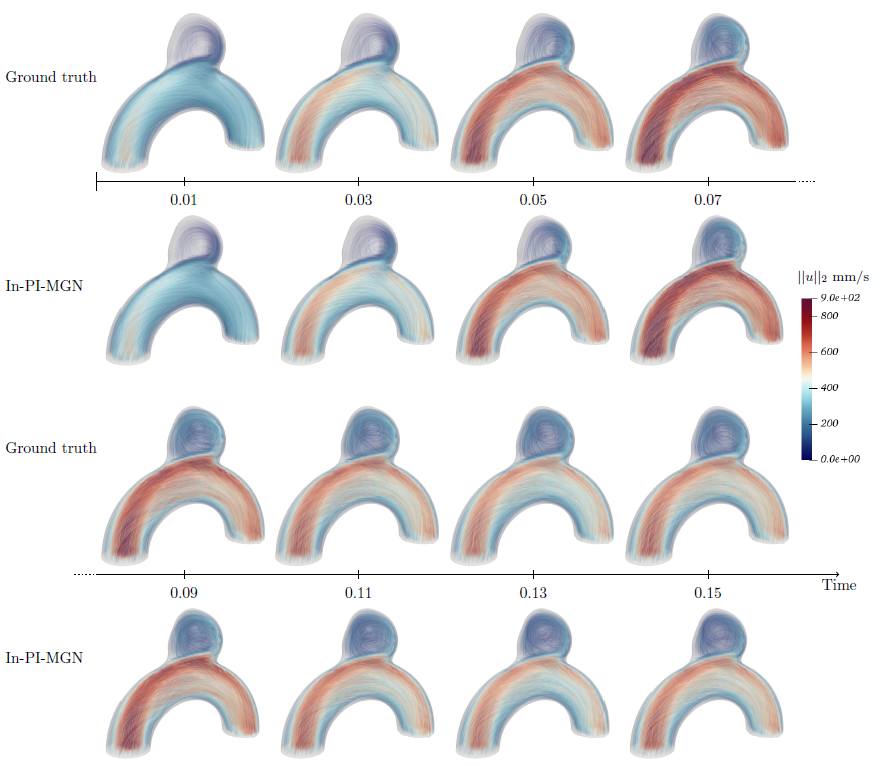 Ground truth
0.01 0.03 0.05 0.07
In-PI-MGN
||u||₂ mm/s
9.0e+02
800
600
400
200
0.0e+00
Ground truth
0.09 0.11 0.13 0.15
Time
In-PI-MGN